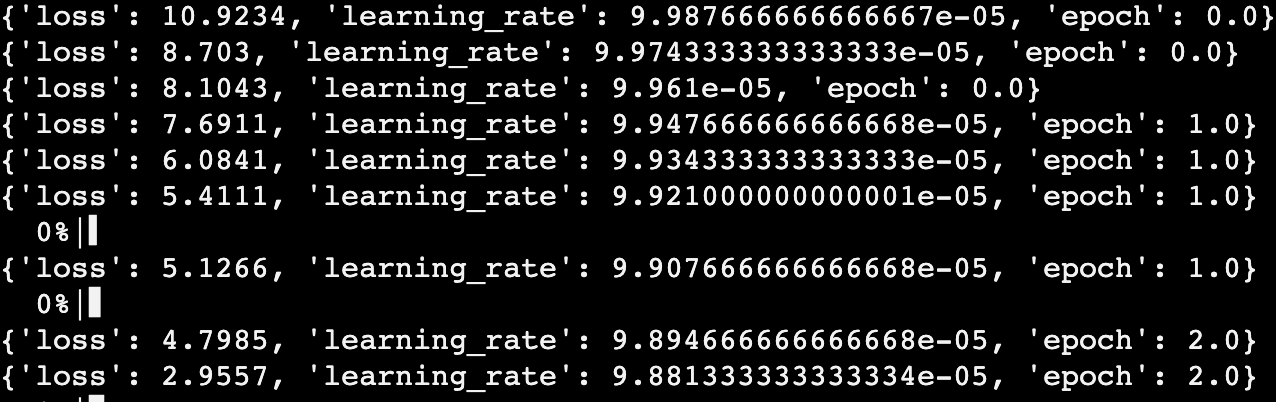 {'loss': 10.9234, 'learning_rate': 9.987666666666667e-05, 'epoch': 0.0}
{'loss': 8.703, 'learning_rate': 9.974333333333333e-05, 'epoch': 0.0}
{'loss': 8.1043, 'learning_rate': 9.961e-05, 'epoch': 0.0}
{'loss': 7.6911, 'learning_rate': 9.947666666666668e-05, 'epoch': 1.0}
{'loss': 6.0841, 'learning_rate': 9.934333333333333e-05, 'epoch': 1.0}
{'loss': 5.4111, 'learning_rate': 9.921000000000001e-05, 'epoch': 1.0}
0%|
{'loss': 5.1266, 'learning_rate': 9.907666666666668e-05, 'epoch': 1.0}
0%|
{'loss': 4.7985, 'learning_rate': 9.894666666666668e-05, 'epoch': 2.0}
{'loss': 2.9557, 'learning_rate': 9.881333333333334e-05, 'epoch': 2.0}